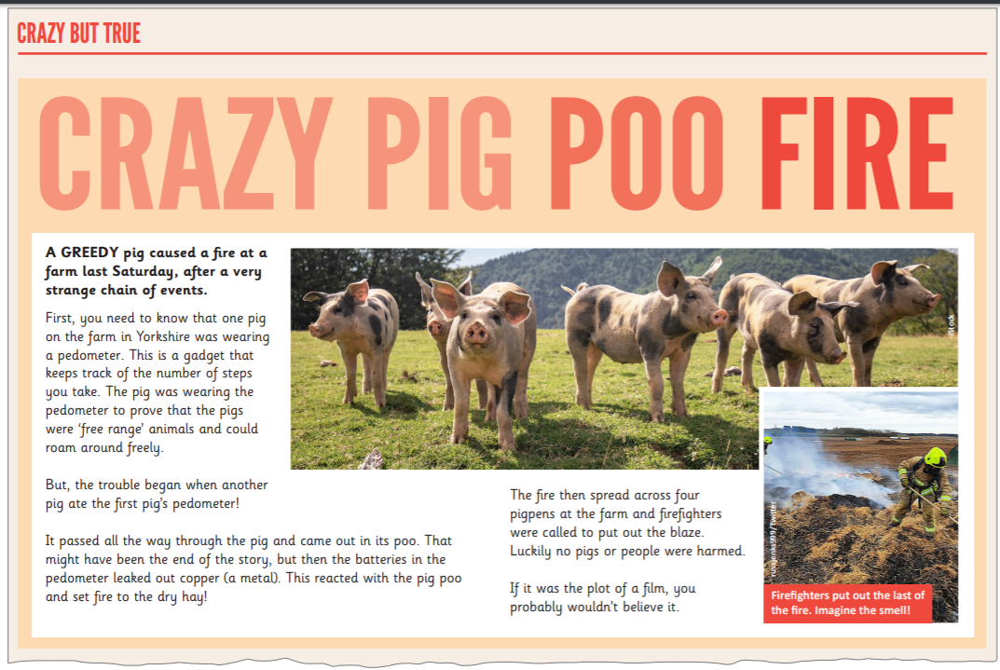 CRAZY BUT TRUE
CRAZY PIG POO FIRE
A GREEDY pig caused a fire at a
farm last Saturday, after a very
strange chain of events.
First, you need to know that one pig
on the farm in Yorkshire was wearing
a pedometer. This is a gadget that
keeps track of the number of steps
you take. The pig was wearing the
pedometer to prove that the pigs
were ‘free range’ animals and could
roam around freely.
But, the trouble began when another
pig ate the first pig’s pedometer!
It passed all the way through the pig and came out in its poo. That
might have been the end of the story, but then the batteries in the
pedometer leaked out copper (a metal). This reacted with the pig poo
and set fire to the dry hay!
The fire then spread across four
pigpens at the farm and firefighters
were called to put out the blaze.
Luckily no pigs or people were harmed.
If it was the plot of a film, you
probably wouldn’t believe it.
iStock
Firefighters put out the last of
the fire. Imagine the smell!